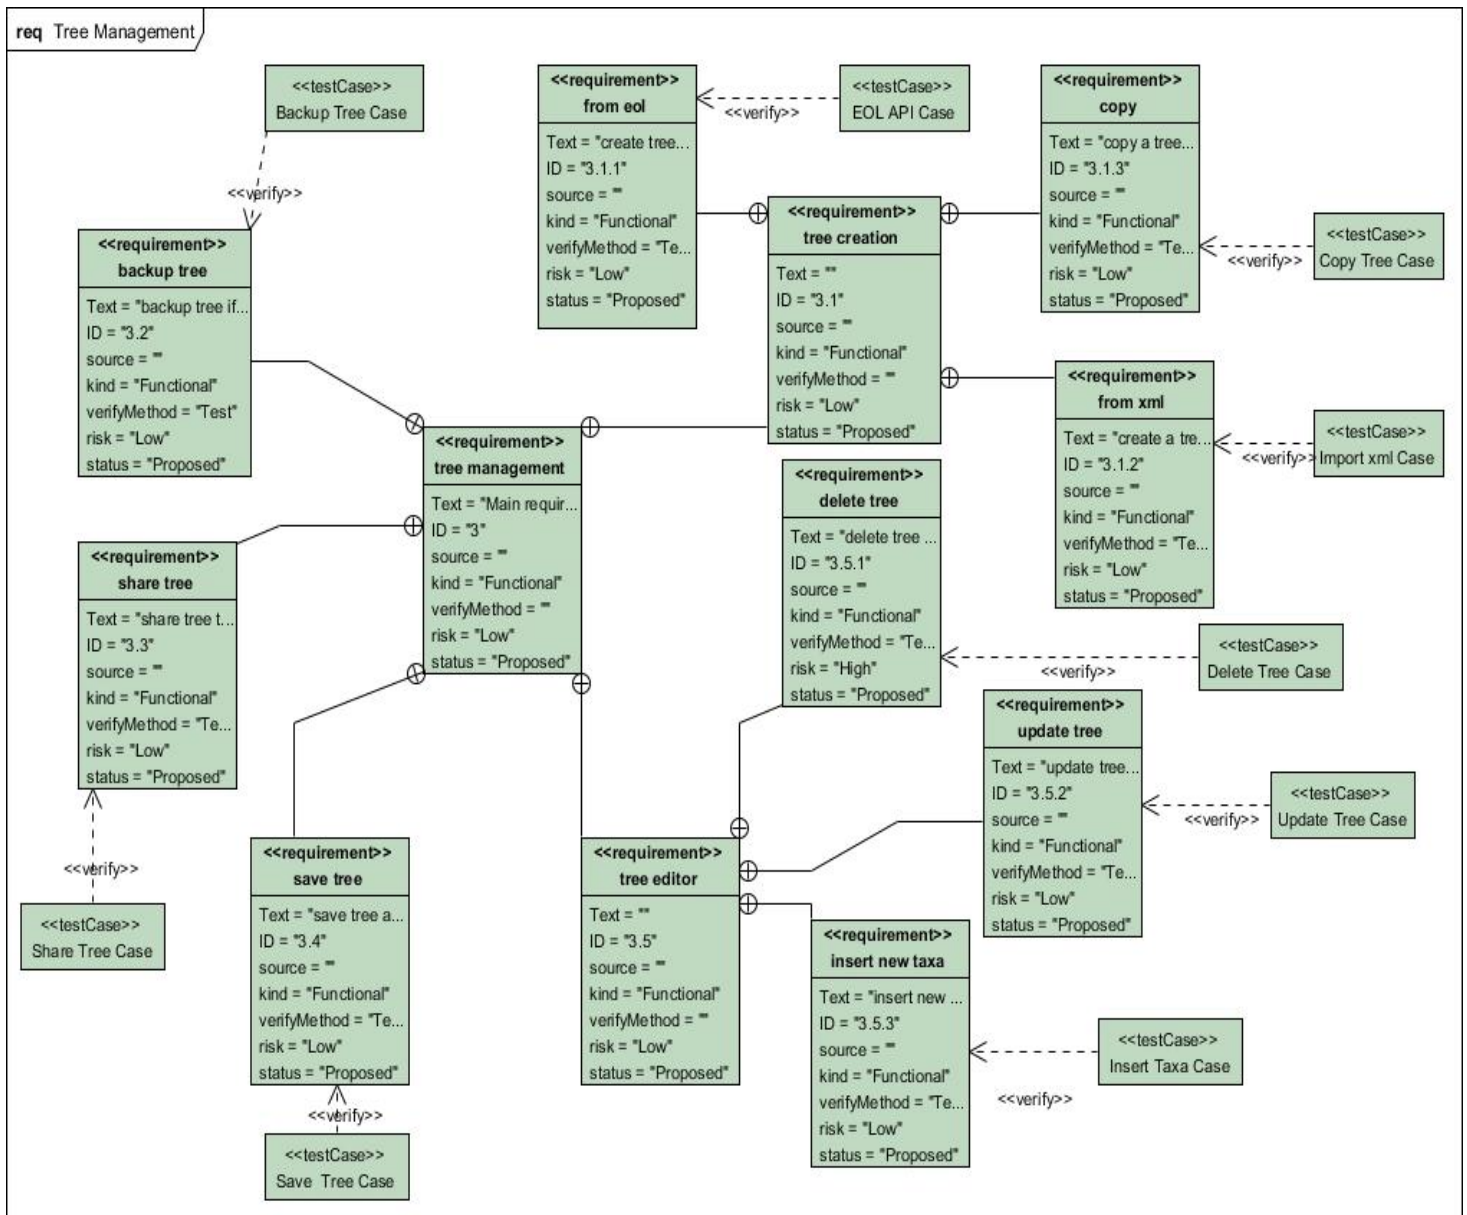 req Tree Management
<<testCase>>
Backup Tree Case
<<verify>>
<<requirement>>
backup tree
Text = "backup tree if...
ID = "3.2"
source = ""
kind = "Functional"
verifyMethod = "Test"
risk = "Low"
status = "Proposed"
<<requirement>>
from eol
Text = "create tree...
ID = "3.1.1"
source = ""
kind = "Functional"
verifyMethod = "Te...
risk = "Low"
status = "Proposed"
<<verify>>
<<testCase>>
EOL API Case
<<requirement>>
copy
Text = "copy a tree...
ID = "3.1.3"
source = ""
kind = "Functional"
verifyMethod = "Te...
risk = "Low"
status = "Proposed"
<<verify>>
<<testCase>>
Copy Tree Case
<<requirement>>
tree creation
Text = ""
ID = "3.1"
source = ""
kind = "Functional"
verifyMethod = ""
risk = "Low"
status = "Proposed"
<<requirement>>
from xml
Text = "create a tre...
ID = "3.1.2"
source = ""
kind = "Functional"
verifyMethod = "Te...
risk = "Low"
status = "Proposed"
<<verify>>
<<testCase>>
Import xml Case
<<requirement>>
tree management
Text = "Main requir...
ID = "3"
source = ""
kind = "Functional"
verifyMethod = ""
risk = "Low"
status = "Proposed"
<<requirement>>
delete tree
Text = "delete tree ...
ID = "3.5.1"
source = ""
kind = "Functional"
verifyMethod = "Te...
risk = "High"
status = "Proposed"
<<verify>>
<<testCase>>
Delete Tree Case
<<requirement>>
share tree
Text = "share tree t...
ID = "3.3"
source = ""
kind = "Functional"
verifyMethod = "Te...
risk = "Low"
status = "Proposed"
<<verify>>
<<testCase>>
Share Tree Case
<<requirement>>
update tree
Text = "update tree...
ID = "3.5.2"
source = ""
kind = "Functional"
verifyMethod = "Te...
risk = "Low"
status = "Proposed"
<<verify>>
<<testCase>>
Update Tree Case
<<requirement>>
save tree
Text = "save tree a...
ID = "3.4"
source = ""
kind = "Functional"
verifyMethod = "Te...
risk = "Low"
status = "Proposed"
<<verify>>
<<testCase>>
Save Tree Case
<<requirement>>
tree editor
Text = ""
ID = "3.5"
source = ""
kind = "Functional"
verifyMethod = ""
risk = "Low"
status = "Proposed"
<<requirement>>
insert new taxa
Text = "insert new ...
ID = "3.5.3"
source = ""
kind = "Functional"
verifyMethod = "Te...
risk = "Low"
status = "Proposed"
<<verify>>
<<testCase>>
Insert Taxa Case